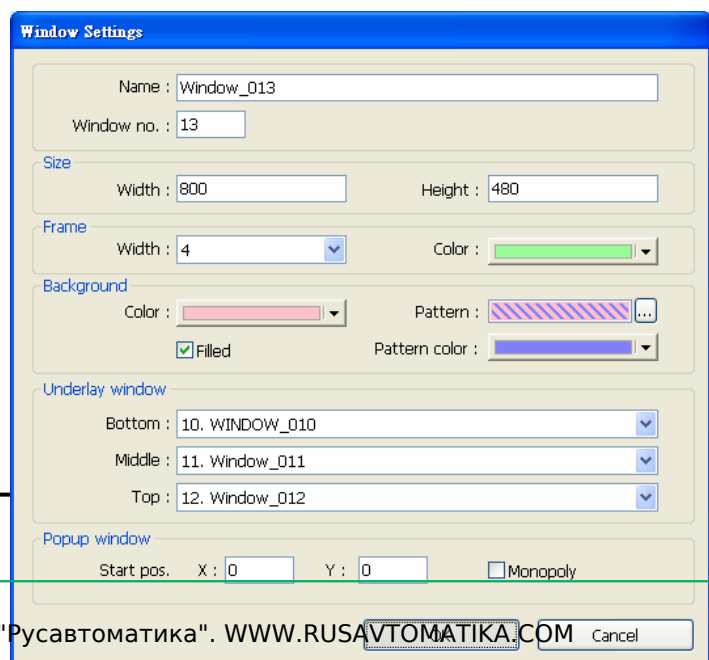 Window Settings
Name : Window_013
Window no. : 13
Size
Width : 800 Height : 480
Frame
Width : 4 Color :
Background
Color : Pattern : ...
Filled Pattern color :
Underlay window
Bottom : 10. WINDOW_010
Middle : 11. Window_011
Top : 12. Window_012
Popup window
Start pos. X : 0 Y : 0 Monopoly
"Русавтоматика". WWW.RUSAVTOMATIKA.COM Cancel